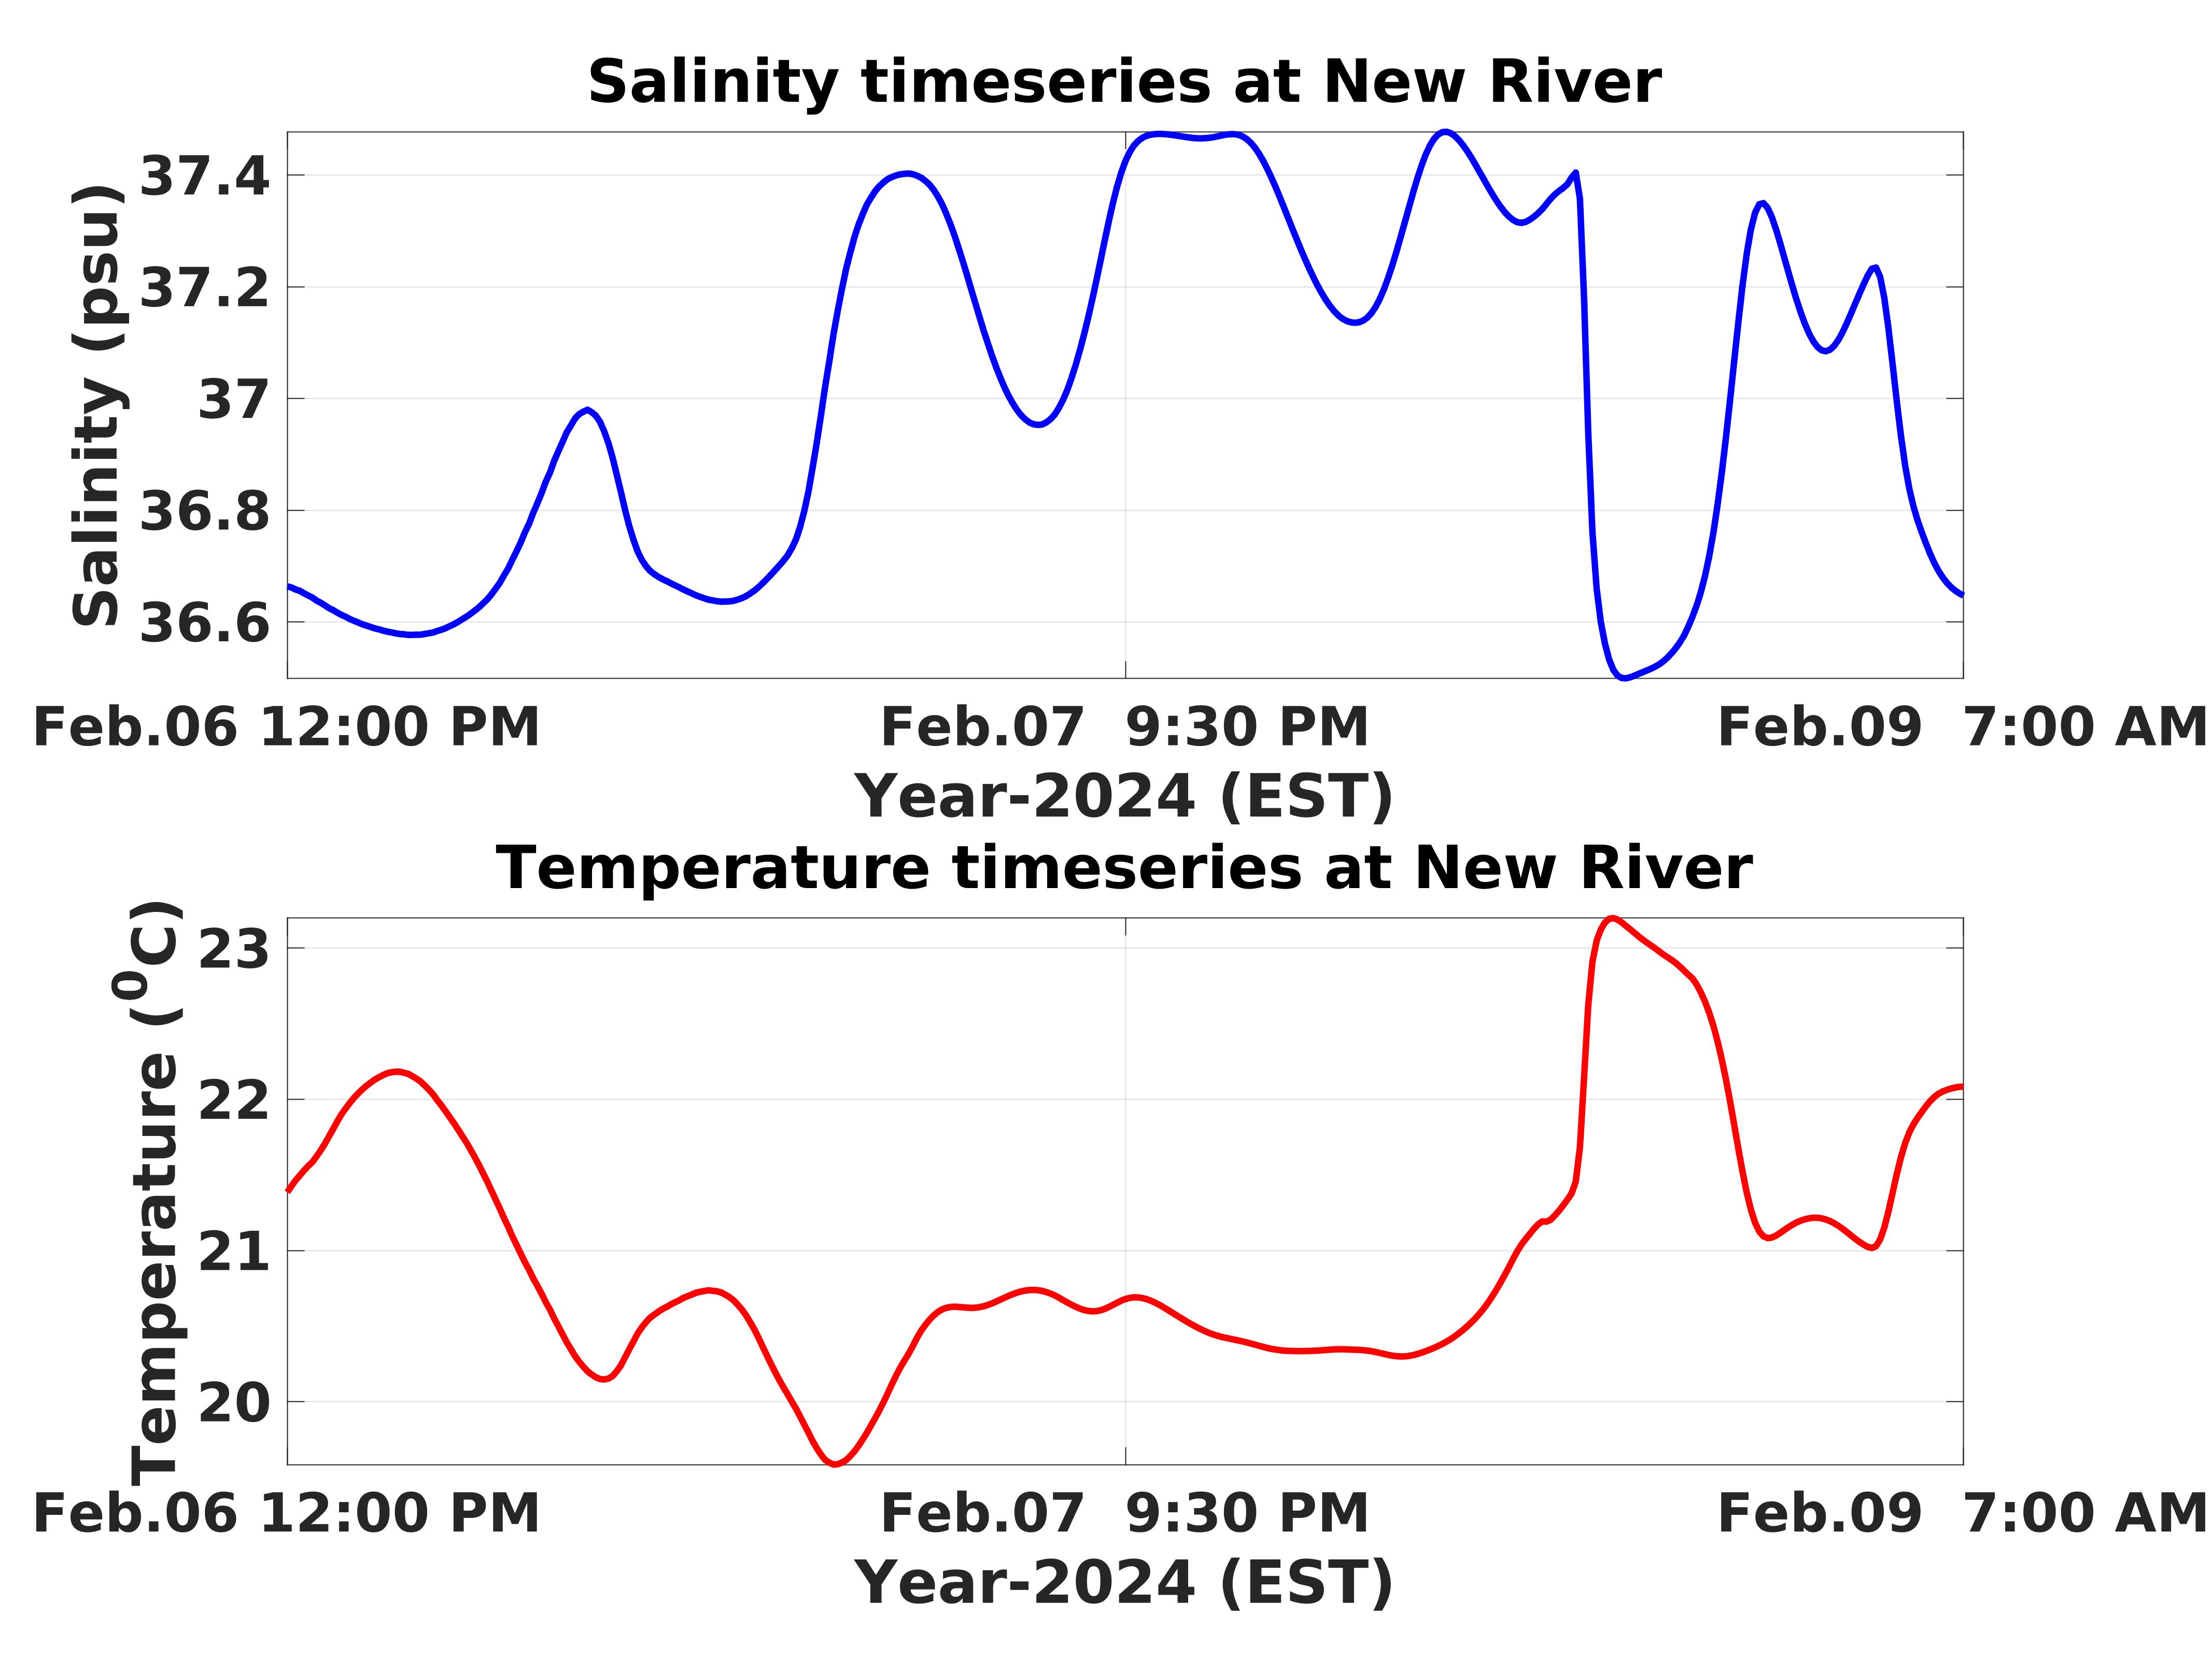 Salinity timeseries at New River
Salinity (psu)
37.4
37.2
37
36.8
36.6
Feb.06 12:00 PM
Feb.07  9:30 PM
Feb.09  7:00 AM
Year-2024 (EST)
Temperature timeseries at New River
Temperature (⁰C)
23
22
21
20
Feb.06 12:00 PM
Feb.07  9:30 PM
Feb.09  7:00 AM
Year-2024 (EST)